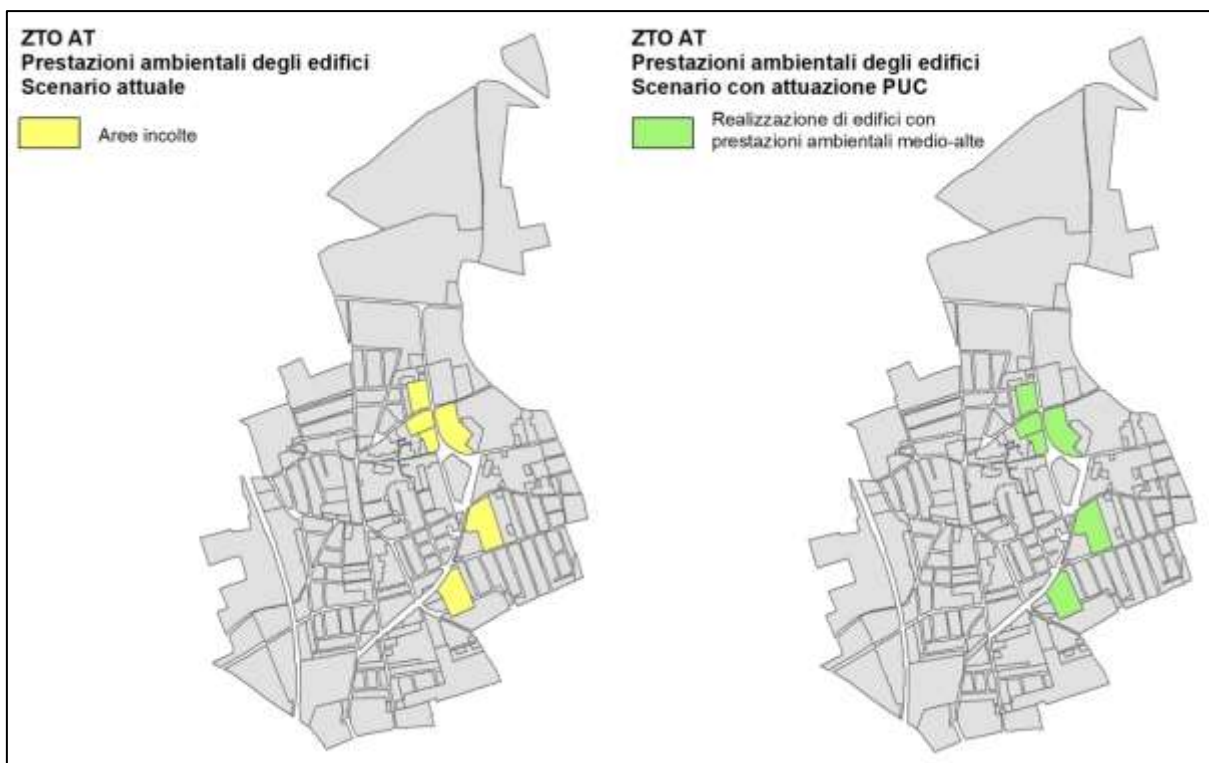 ZTO AT
Prestazioni ambientali degli edifici
Scenario attuale
Aree incolte
ZTO AT
Prestazioni ambientali degli edifici
Scenario con attuazione PUC
Realizzazione di edifici con
prestazioni ambientali medio-alte